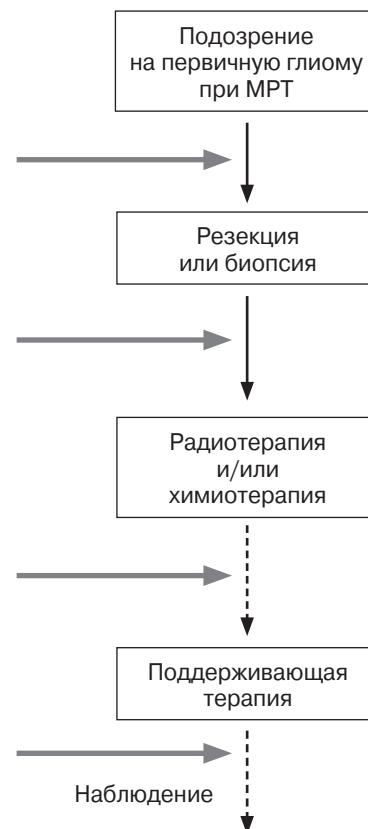 Подозрение
на первичную глиому
при МРТ
Резекция
или биопсия
Радиотерапия
и/или
химиотерапия
Поддерживающая
терапия
Наблюдение